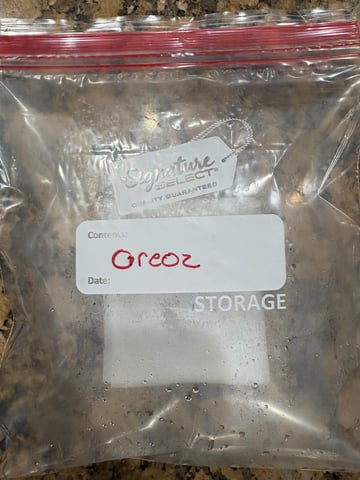 Signature
SELECT®
QUALITY GUARANTEED
Contents:
Oreoz
Date:
STORAGE